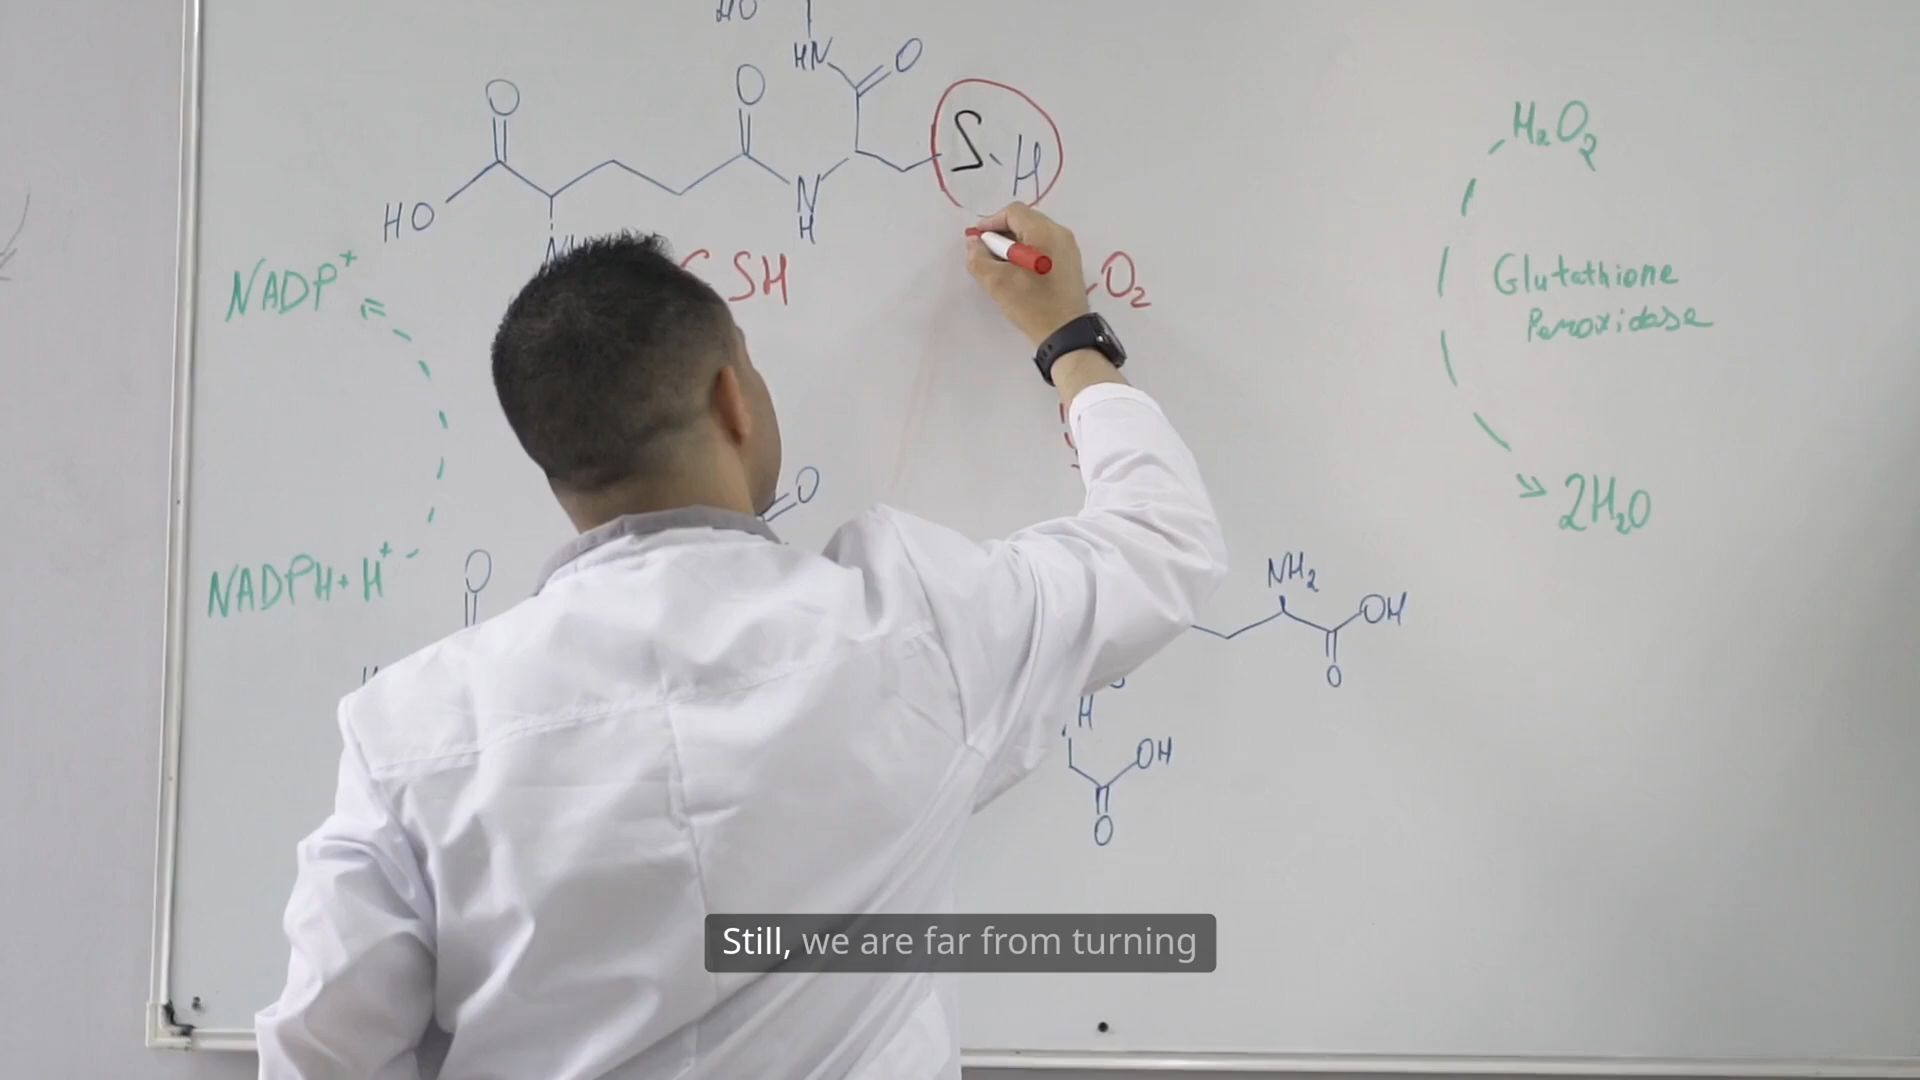 HO
HN
O
O
O
S-H
H₂O₂
HO
N
H
NADP⁺
SH
O₂
Glutathione
Peroxidase
O
2H₂O
NADPH+H⁺
O
NH₂
OH
O
H
OH
O
Still, we are far from turning